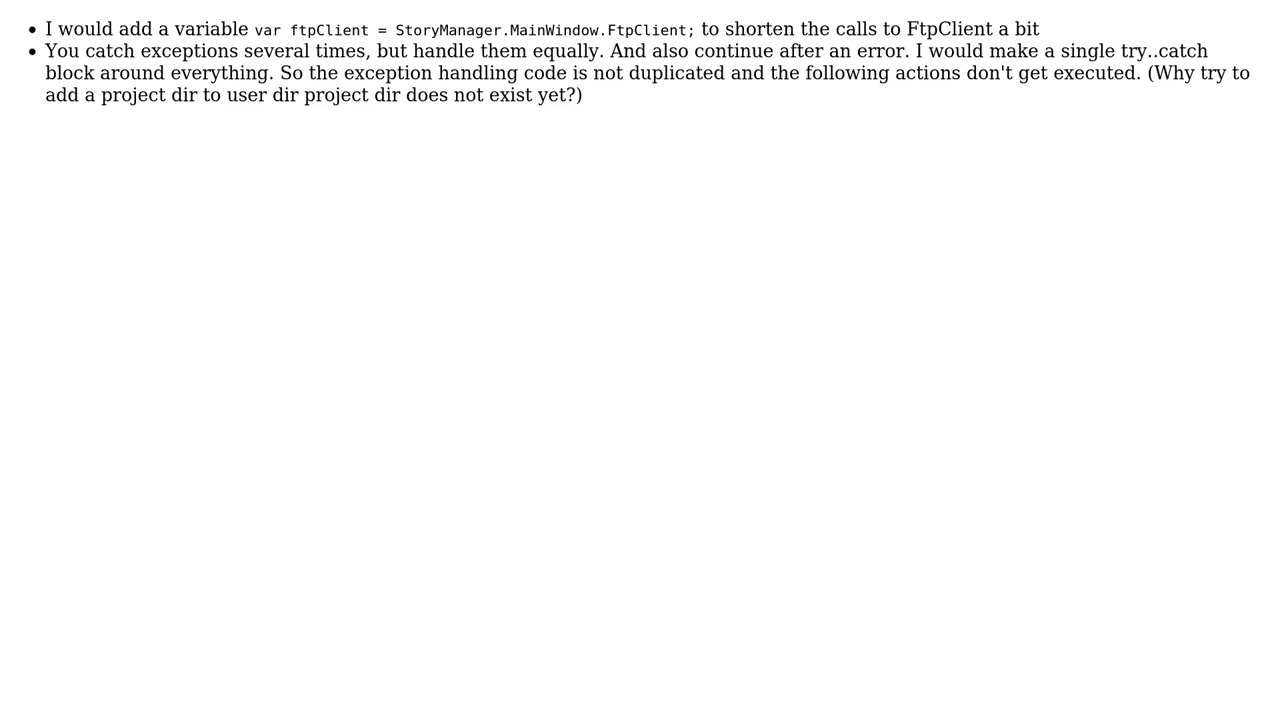 • I would add a variable var ftpClient = StoryManager.MainWindow.FtpClient; to shorten the calls to FtpClient a bit
• You catch exceptions several times, but handle them equally. And also continue after an error. I would make a single try..catch
block around everything. So the exception handling code is not duplicated and the following actions don't get executed. (Why try to
add a project dir to user dir project dir does not exist yet?)